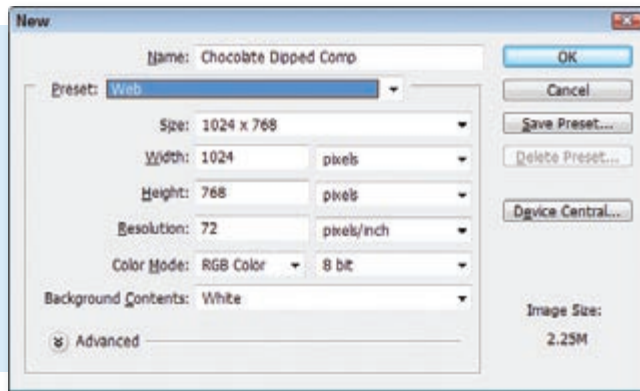 New
Name: Chocolate Dipped Comp
OK
Preset: Web
Cancel
Size: 1024 x 768
Save Preset...
Width: 1024 pixels
Delete Preset...
Height: 768 pixels
Resolution: 72 pixels/inch
Device Central...
Color Mode: RGB Color 8 bit
Background Contents: White
Image Size:
Advanced
2.25M